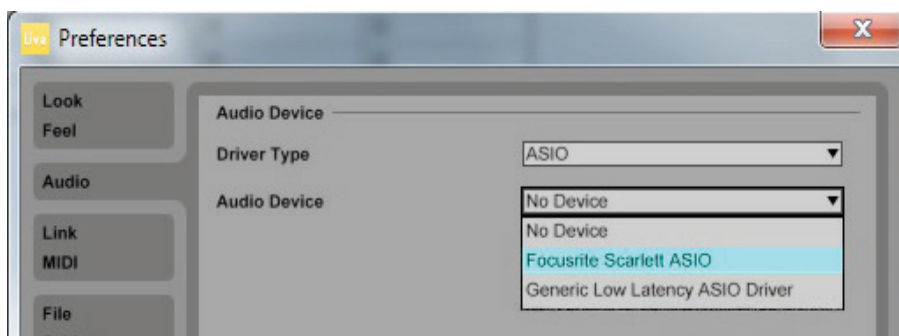 Live Preferences X
Look
Feel
Audio
Link
MIDI
File
Audio Device
Driver Type ASIO
Audio Device No Device
No Device
Focusrite Scarlett ASIO
Generic Low Latency ASIO Driver